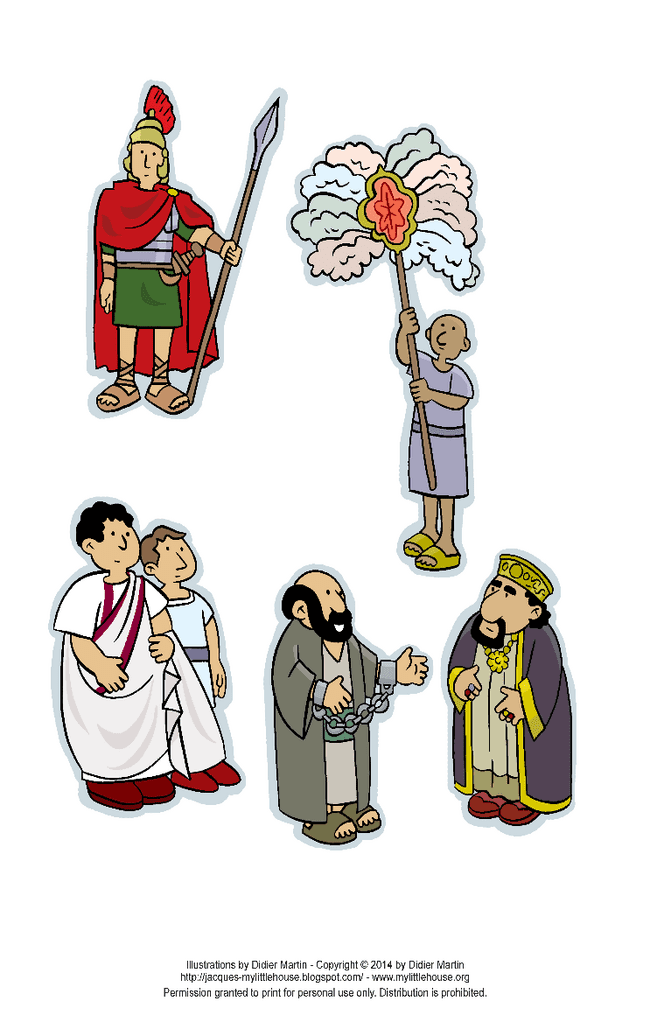 Illustrations by Didier Martin - Copyright © 2014 by Didier Martin
http://jacques-mylittlehouse.blogspot.com/ - www.mylittlehouse.org
Permission granted to print for personal use only. Distribution is prohibited.